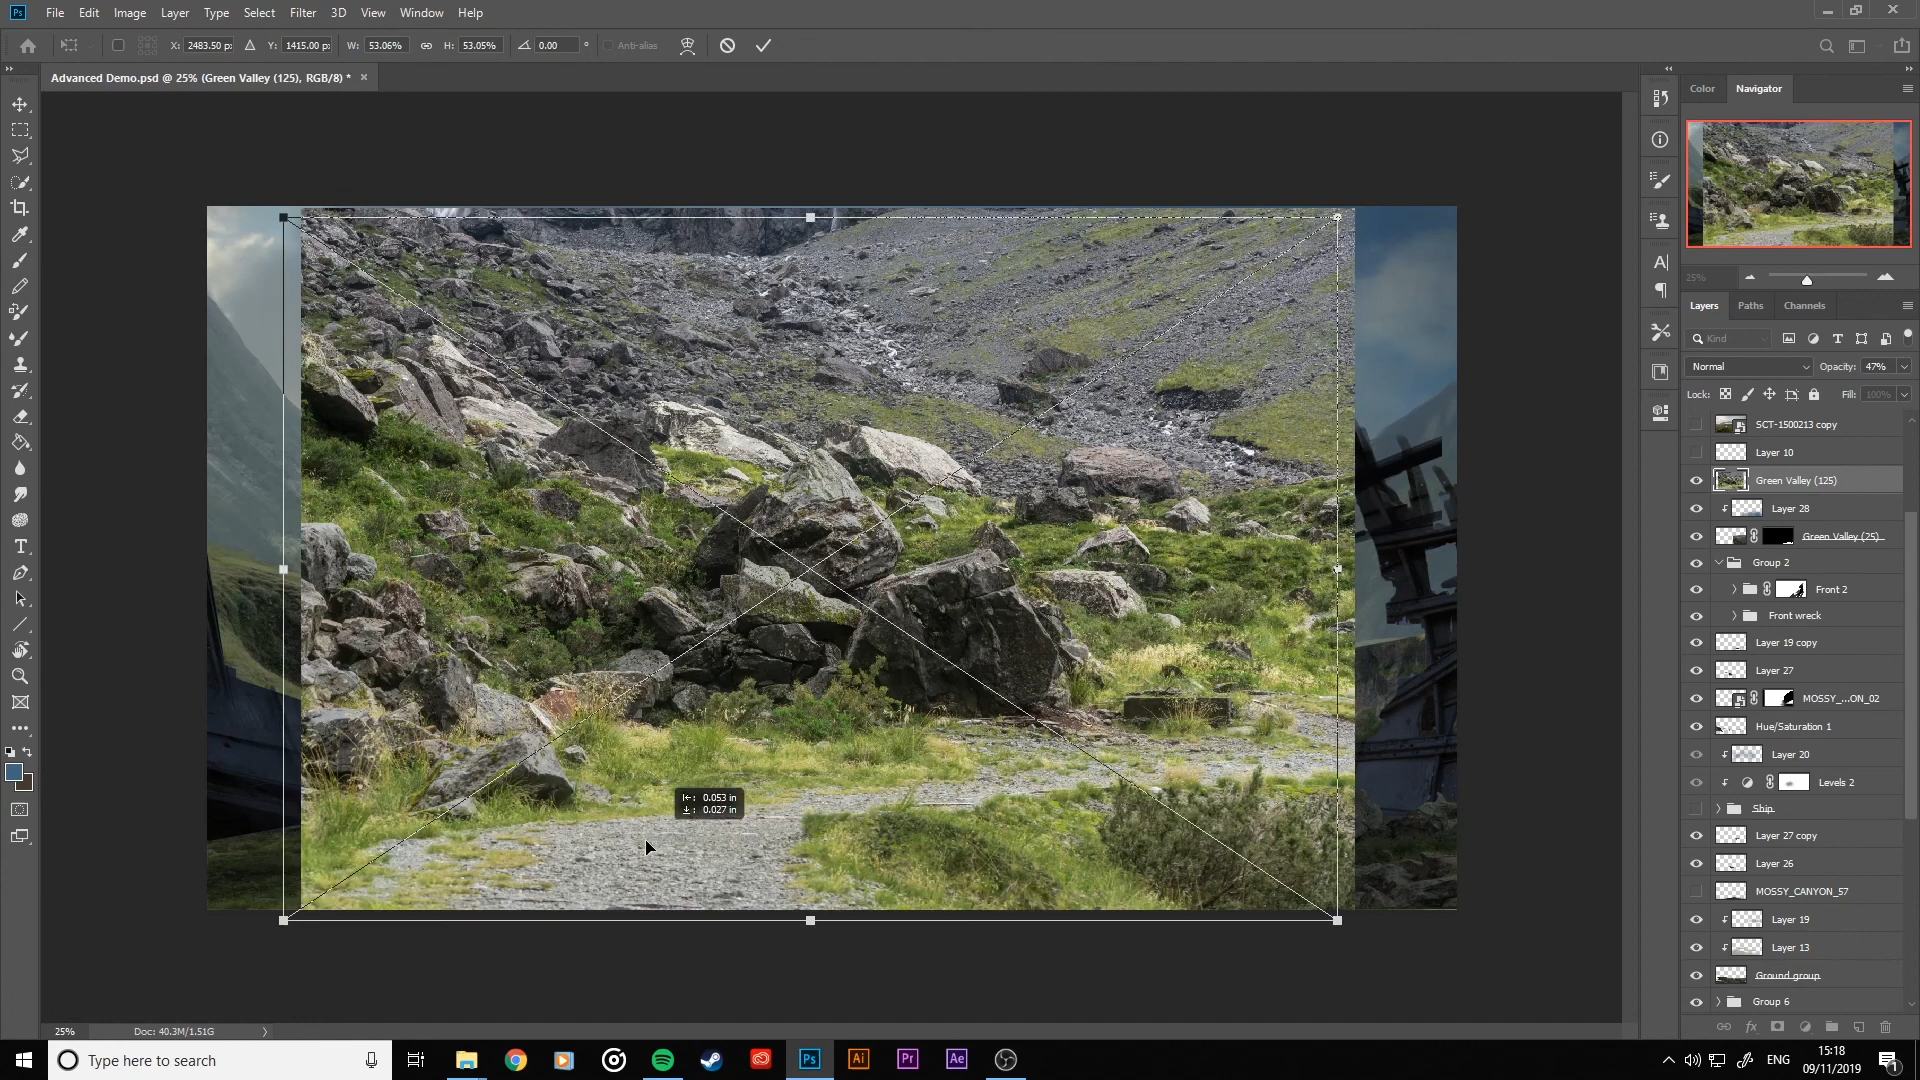 Ps File Edit Image Layer Type Select Filter 3D View Window Help
X: 2483.50 p Y: 1415.00 p W: 53.06% H: 53.05% 0.00 ° Anti-alias
Advanced Demo.psd @ 25% (Green Valley (125), RGB/8) * ×
Color Navigator
25%
Layers Paths Channels
Kind
Normal Opacity: 47%
Lock: Fill: 100%
SCT-1500213 copy
Layer 10
Green Valley (125)
Layer 28
Green Valley (25)
Group 2
Front 2
Front wreck
Layer 19 copy
Layer 27
MOSSY_...ON_02
Hue/Saturation 1
Layer 20
Levels 2
Ship
Layer 27 copy
Layer 26
MOSSY_CANYON_57
Layer 19
Layer 13
Ground group
Group 6
0.053 in
0.027 in
25% Doc: 40.3M/1.51G
Type here to search
Ps Ai Pr Ae
ENG
15:18
09/11/2019
1